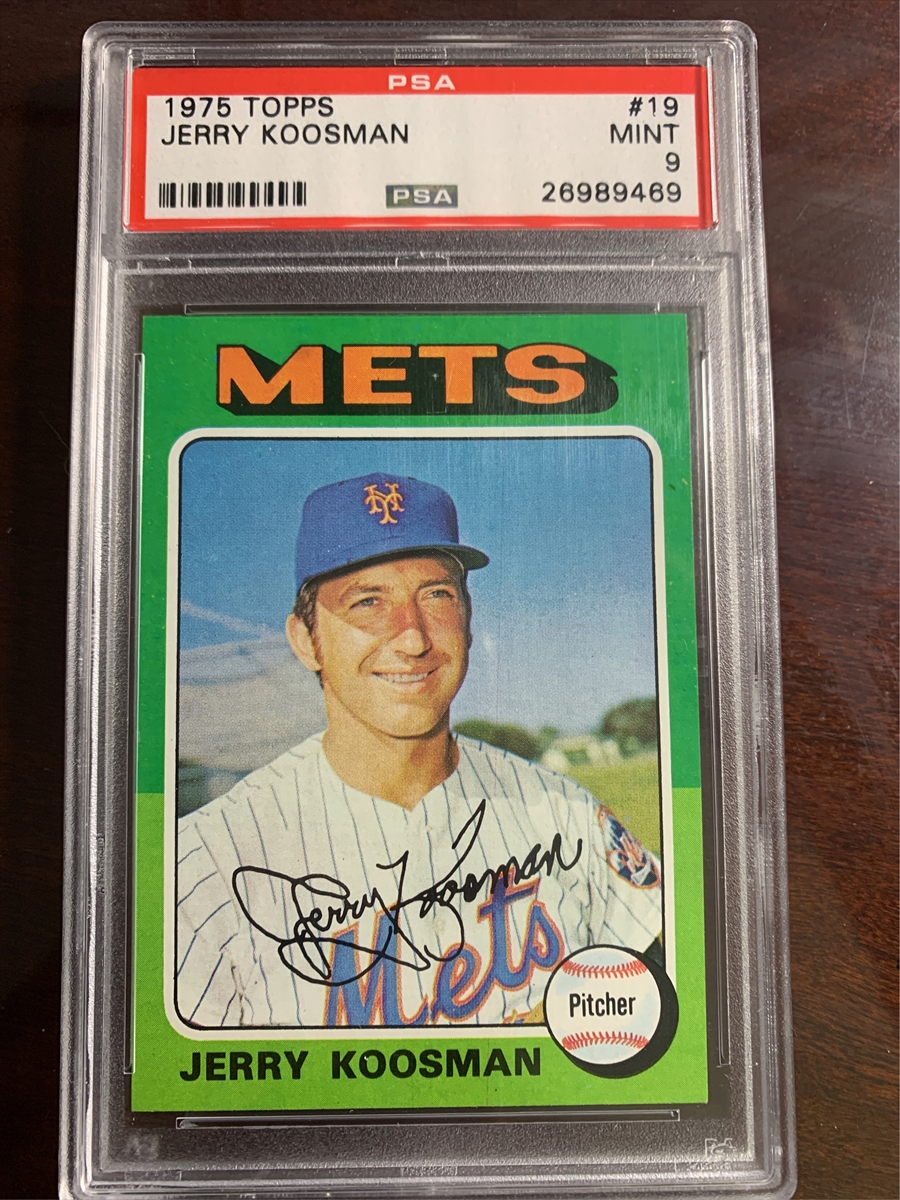 PSA
1975 TOPPS #19
JERRY KOOSMAN MINT
9
PSA 26989469
METS
NY
Jerry Koosman
Mets
Pitcher
JERRY KOOSMAN